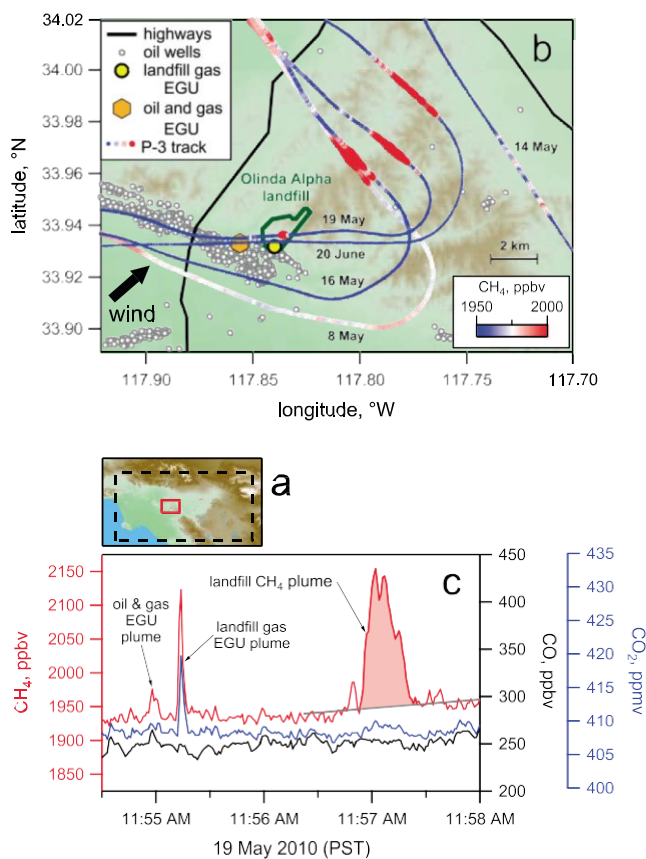 34.02
34.00
33.98
33.96
33.94
33.92
33.90
latitude, °N
highways
oil wells
landfill gas
EGU
oil and gas
EGU
P-3 track
b
14 May
Olinda Alpha
landfill
19 May
20 June
16 May
8 May
2 km
wind
CH₄, ppbv
1950
2000
117.90
117.85
117.80
117.75
117.70
longitude, °W
a
c
2150
2100
2050
2000
1950
1900
1850
CH₄, ppbv
oil & gas
EGU
plume
landfill gas
EGU plume
landfill CH₄ plume
450
400
350
300
250
200
CO, ppbv
435
430
425
420
415
410
405
400
CO₂, ppmv
11:55 AM
11:56 AM
11:57 AM
11:58 AM
19 May 2010 (PST)